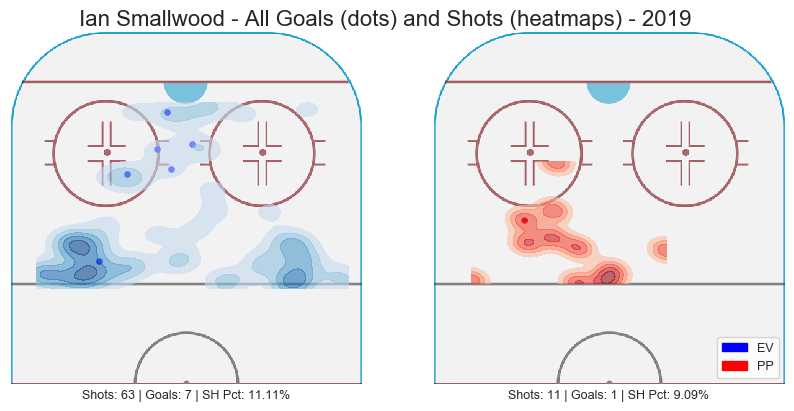 Ian Smallwood - All Goals (dots) and Shots (heatmaps) - 2019
EV
PP
Shots: 63 | Goals: 7 | SH Pct: 11.11%
Shots: 11 | Goals: 1 | SH Pct: 9.09%